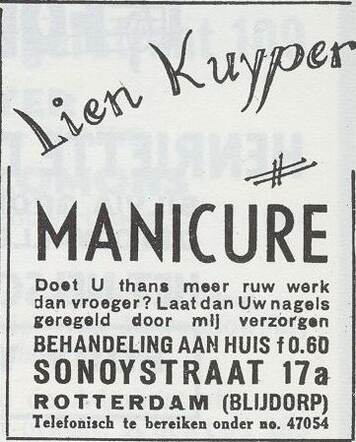 Lien Kuyper
MANICURE
Doet U thans meer ruw werk
dan vroeger? Laat dan Uw nagels
geregeld door mij verzorgen
BEHANDELING AAN HUIS f 0.60
SONOYSTRAAT 17a
ROTTERDAM (BLIJDORP)
Telefonisch te bereiken onder no. 47054